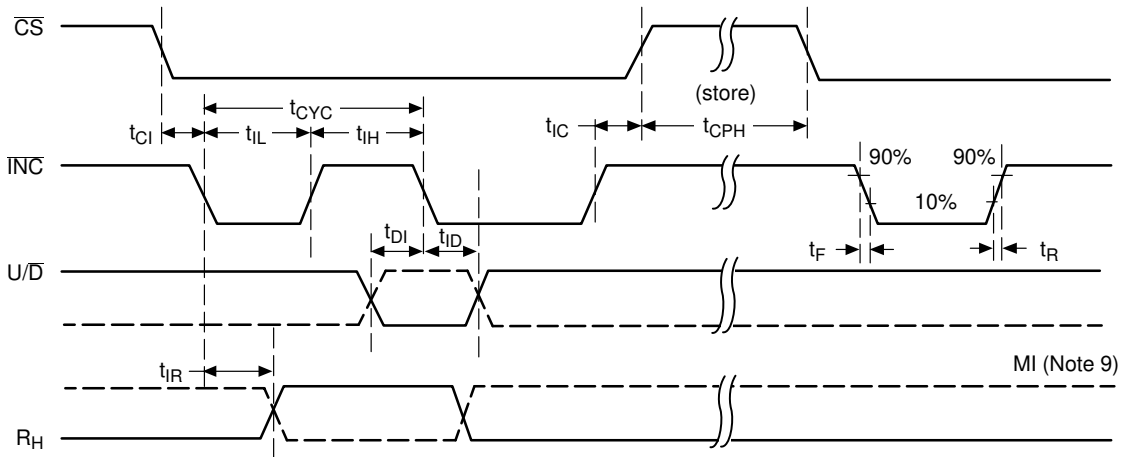 CS
(store)
tCYC
tCI tIL tIH tIC tCPH
INC
90% 90%
10%
tDI tID
tF tR
U/D
tIR
MI (Note 9)
RH